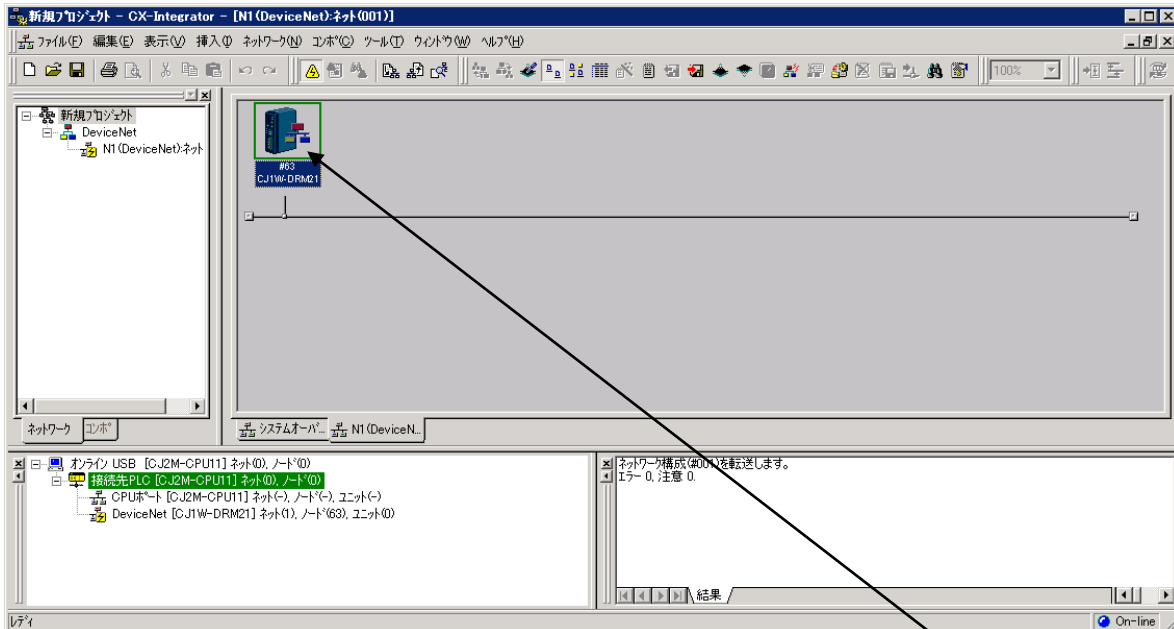 新規ﾌﾟﾛｼﾞｪｸﾄ - CX-Integrator - [N1(DeviceNet):ﾈｯﾄ(001)]
ﾌｧｲﾙ(F) 編集(E) 表示(V) 挿入(I) ﾈｯﾄﾜｰｸ(N) ｺﾝﾎﾟ(C) ﾂｰﾙ(T) ｳｨﾝﾄﾞｳ(W) ﾍﾙﾌﾟ(H)
100%
新規ﾌﾟﾛｼﾞｪｸﾄ
DeviceNet
N1(DeviceNet):ﾈｯﾄ
#63
CJ1W-DRM21
ﾈｯﾄﾜｰｸ ｺﾝﾎﾟ
ｼｽﾃﾑｵｰﾊﾞ... N1(DeviceN...
ｵﾝﾗｲﾝ USB [CJ2M-CPU11] ﾈｯﾄ(0), ﾉｰﾄﾞ(0)
接続先PLC [CJ2M-CPU11] ﾈｯﾄ(0), ﾉｰﾄﾞ(0)
CPUﾎﾟｰﾄ [CJ2M-CPU11] ﾈｯﾄ(-), ﾉｰﾄﾞ(-), ﾕﾆｯﾄ(-)
DeviceNet [CJ1W-DRM21] ﾈｯﾄ(1), ﾉｰﾄﾞ(63), ﾕﾆｯﾄ(0)
ﾈｯﾄﾜｰｸ構成(#001)を転送します。
ｴﾗｰ 0, 注意 0.
結果
ﾚﾃﾞｨ
On-line